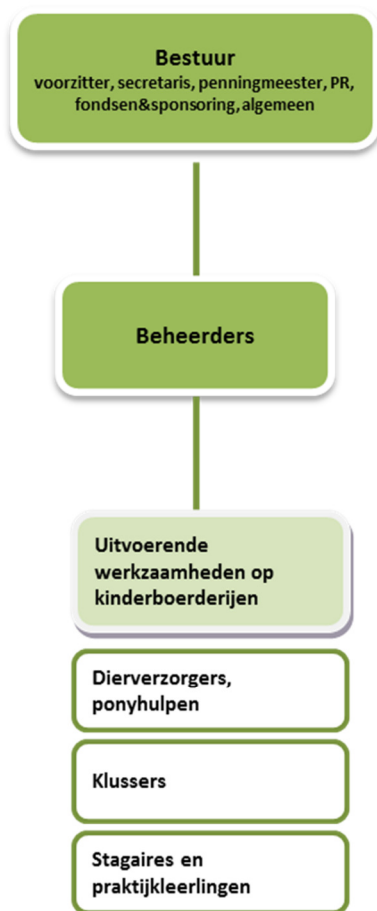 Bestuur
voorzitter, secretaris, penningmeester, PR,
fondsen&sponsoring, algemeen
Beheerders
Uitvoerende
werkzaamheden op
kinderboerderijen
Dierverzorgers,
ponyhulpen
Klussers
Stagaires en
praktijkleerlingen